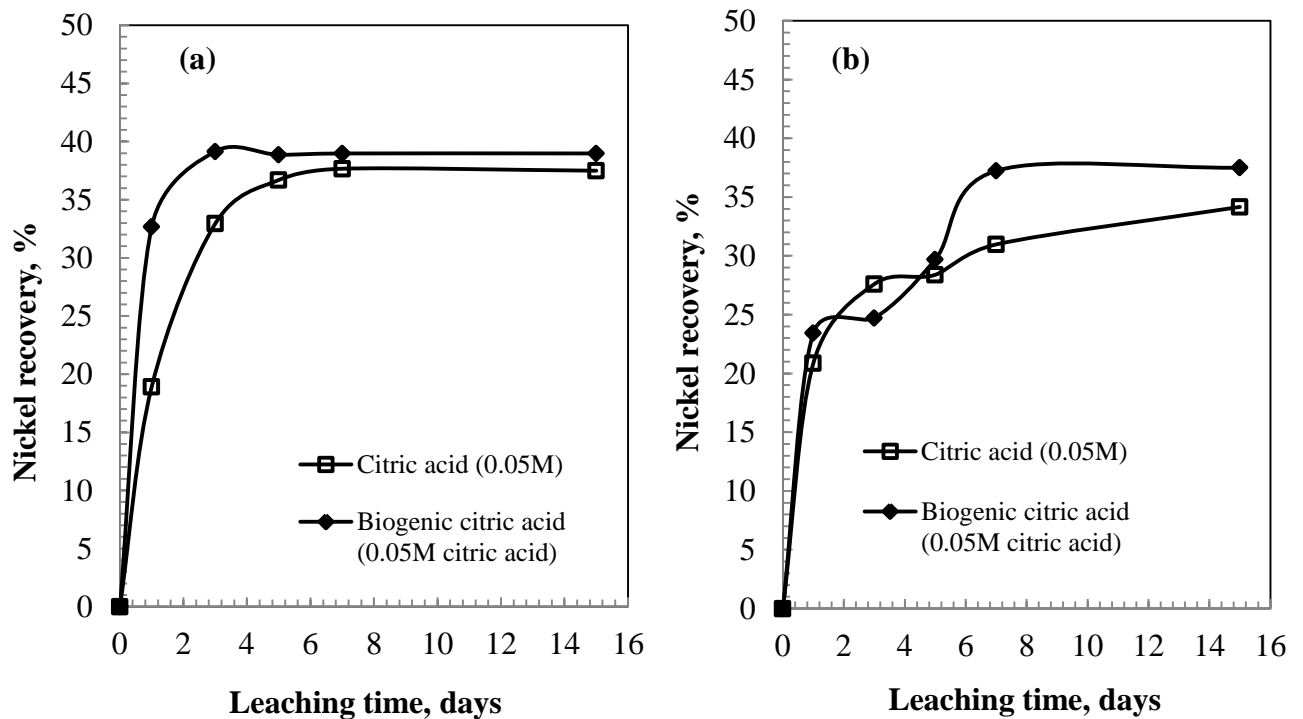 (a)
50
45
40
35
30
25
20
15
10
5
0
Nickel recovery, %
Citric acid (0.05M)
Biogenic citric acid
(0.05M citric acid)
0 2 4 6 8 10 12 14 16
Leaching time, days
(b)
50
45
40
35
30
25
20
15
10
5
0
Nickel recovery, %
Citric acid (0.05M)
Biogenic citric acid
(0.05M citric acid)
0 2 4 6 8 10 12 14 16
Leaching time, days